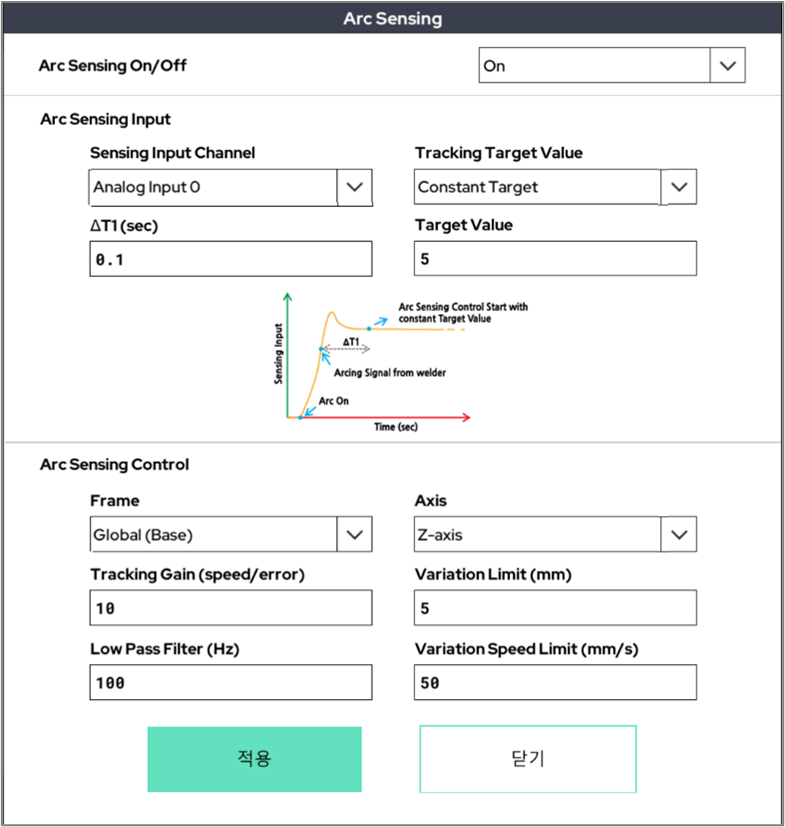 Arc Sensing
Arc Sensing On/Off
On
Arc Sensing Input
Sensing Input Channel
Tracking Target Value
Analog Input 0
Constant Target
ΔT1 (sec)
Target Value
0.1
5
Arc Sensing Control Start with
constant Target Value
Sensing Input
ΔT1
Arcing Signal from welder
Arc On
Time (sec)
Arc Sensing Control
Frame
Axis
Global (Base)
Z-axis
Tracking Gain (speed/error)
Variation Limit (mm)
10
5
Low Pass Filter (Hz)
Variation Speed Limit (mm/s)
100
50
적용
닫기